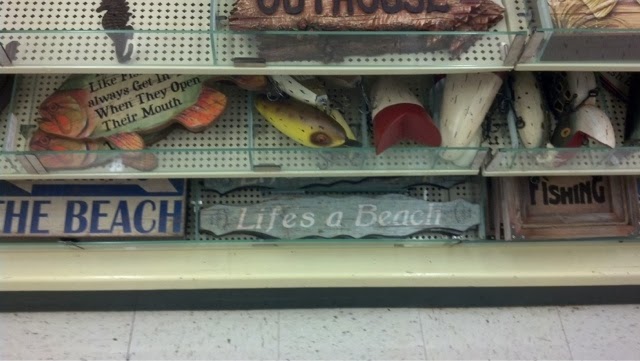 OUTHOUSE
Like Fi
always Get In
When They Open
Their Mouth
THE BEACH
Lifes a Beach
FISHING